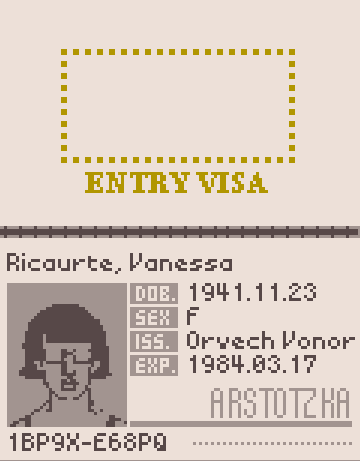 ENTRY VISA
Ricaurte, Vanessa
DOB. 1941.11.23
SEX F
ISS. Orvech Vonor
EXP. 1984.03.17
ARSTOTZKA
1BP9X-E68PQ